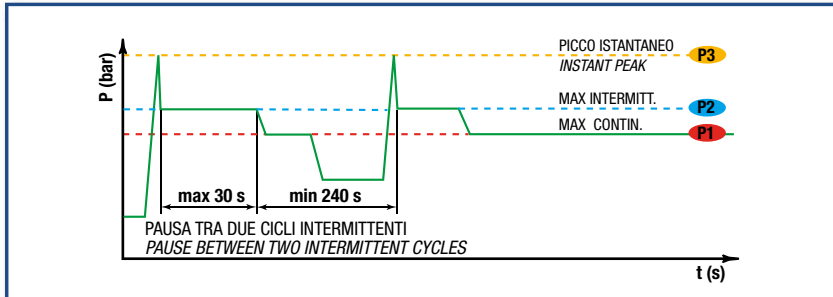 P (bar)
PICCO ISTANTANEO
INSTANT PEAK
P3
MAX INTERMITT.
P2
MAX CONTIN.
P1
max 30 s
min 240 s
PAUSA TRA DUE CICLI INTERMITTENTI
PAUSE BETWEEN TWO INTERMITTENT CYCLES
t (s)